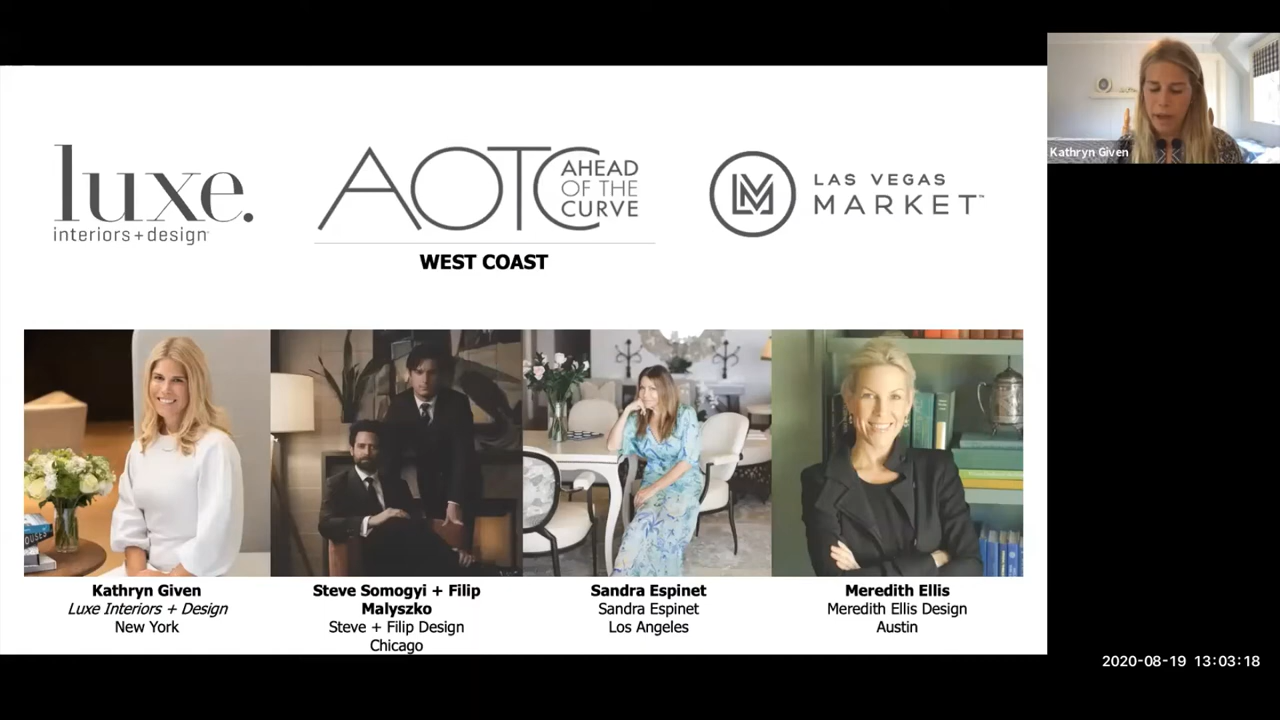 luxe.
interiors+design
AOTC
AHEAD
OF THE
CURVE
WEST COAST
LM
LAS VEGAS
MARKET™
Kathryn Given
Kathryn Given
Luxe Interiors + Design
New York
Steve Somogyi + Filip
Malyszko
Steve + Filip Design
Chicago
Sandra Espinet
Sandra Espinet
Los Angeles
Meredith Ellis
Meredith Ellis Design
Austin
2020-08-19 13:03:18